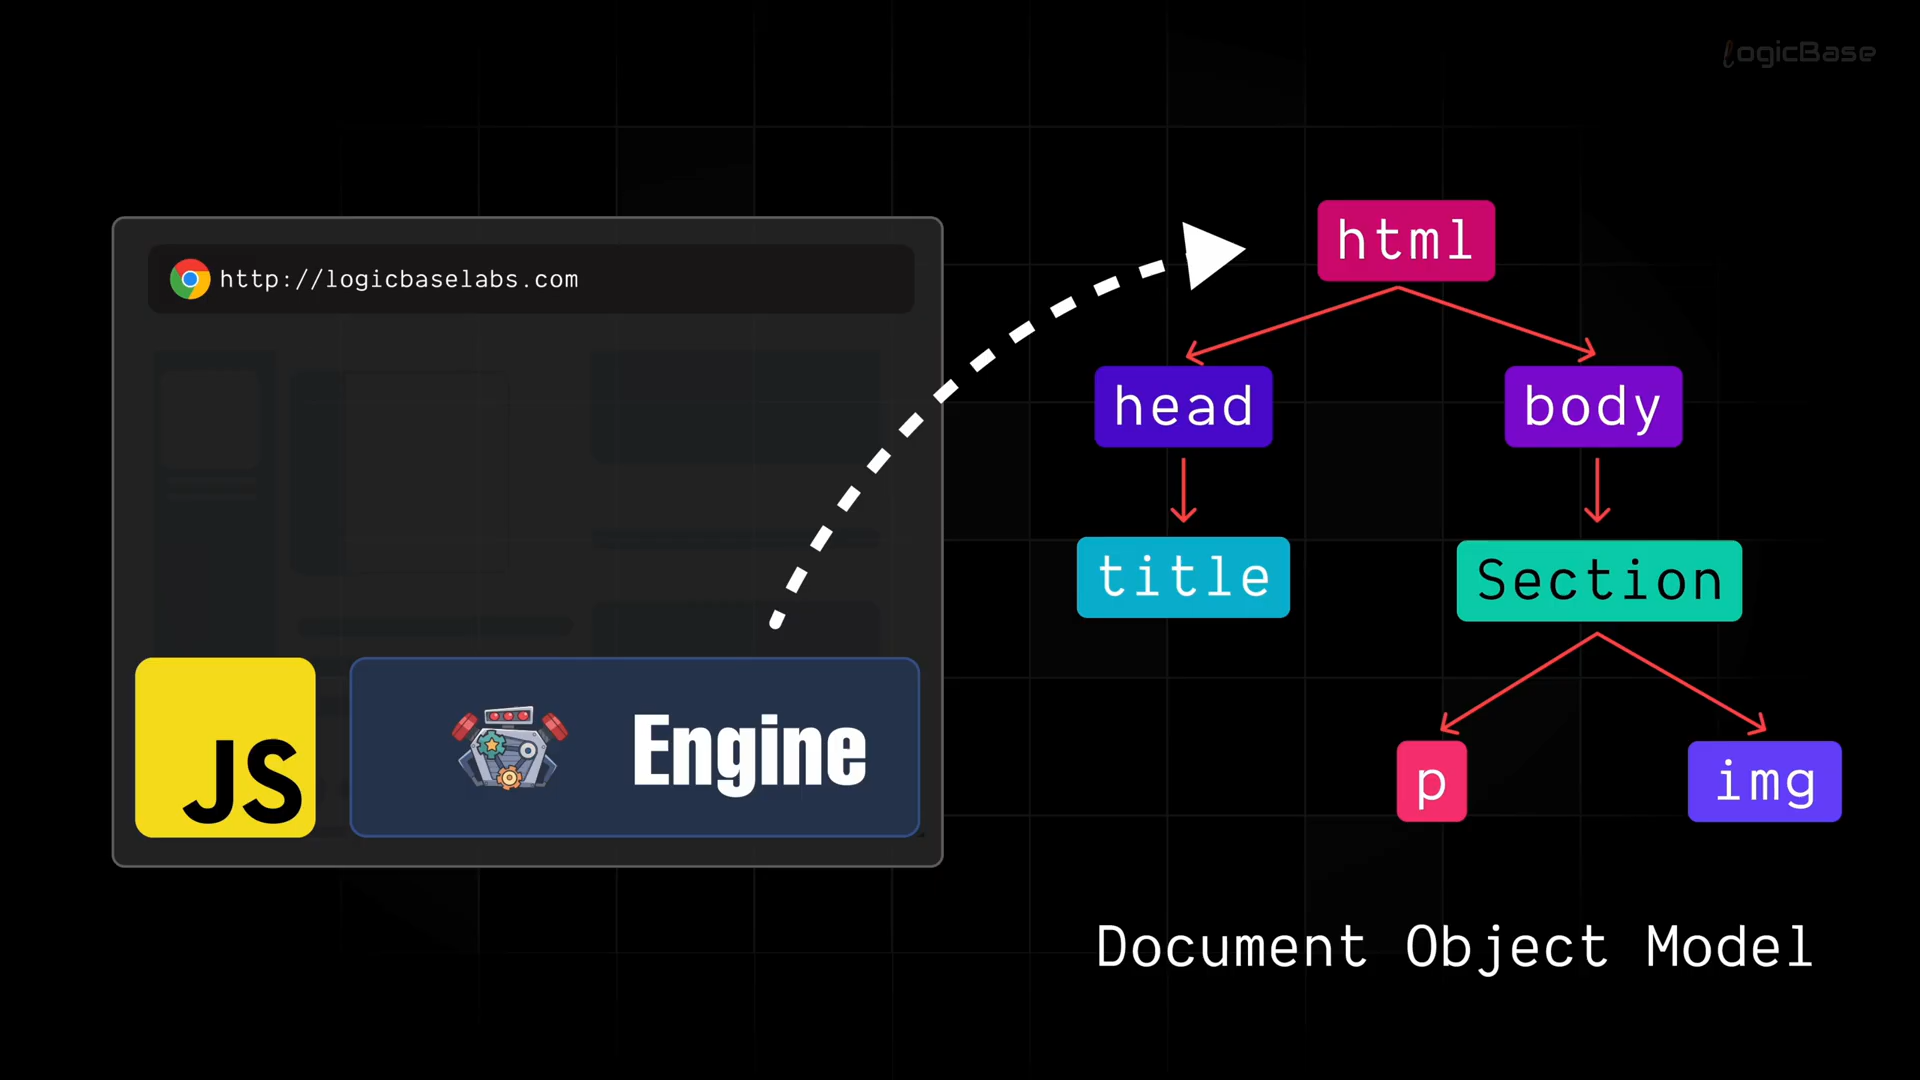 logicBase
http://logicbaselabs.com
html
head
body
title
Section
JS
Engine
p
img
Document Object Model